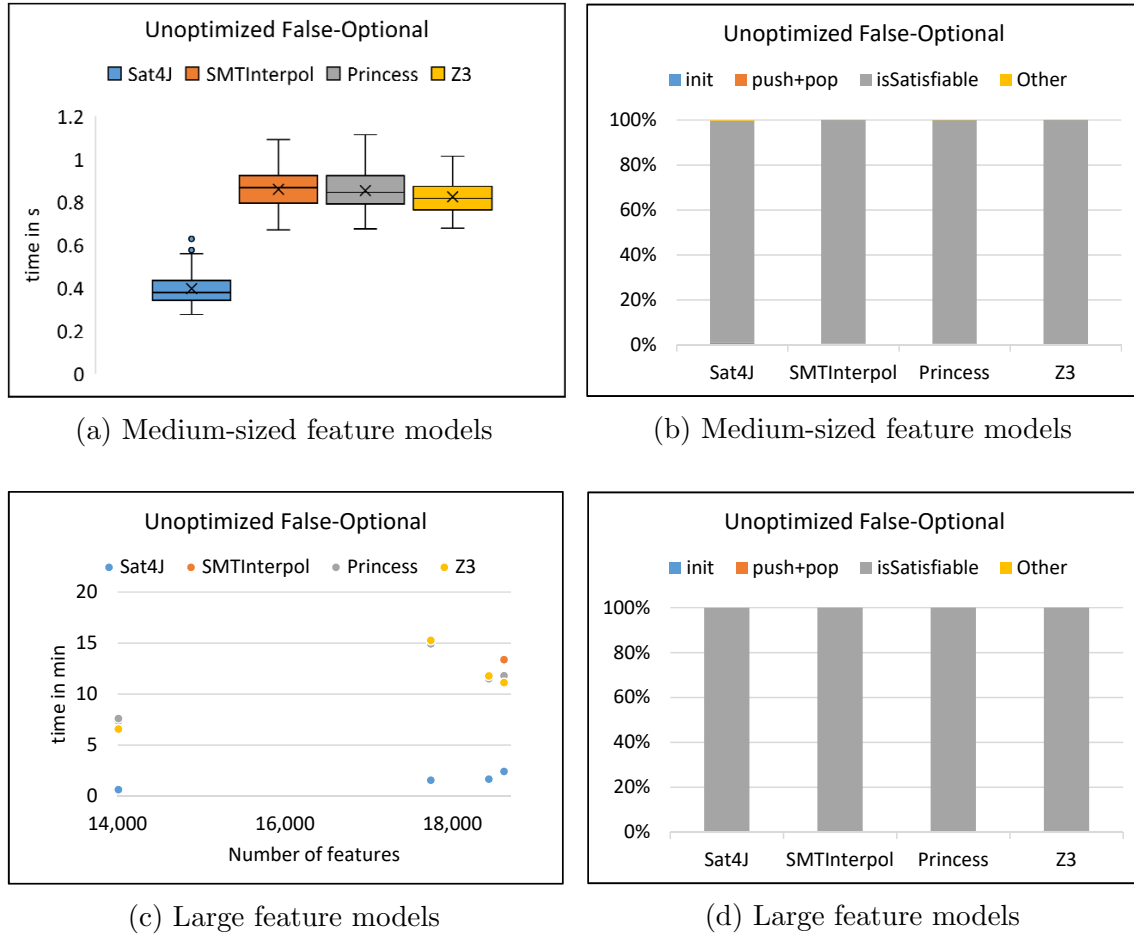 Unoptimized False-Optional
Sat4J SMTInterpol Princess Z3
1.2
1
0.8
0.6
0.4
0.2
0
time in s
(a) Medium-sized feature models
Unoptimized False-Optional
init push+pop isSatisfiable Other
100%
80%
60%
40%
20%
0%
Sat4J SMTInterpol Princess Z3
(b) Medium-sized feature models
Unoptimized False-Optional
Sat4J SMTInterpol Princess Z3
20
15
10
5
0
time in min
14,000 16,000 18,000
Number of features
(c) Large feature models
Unoptimized False-Optional
init push+pop isSatisfiable Other
100%
80%
60%
40%
20%
0%
Sat4J SMTInterpol Princess Z3
(d) Large feature models